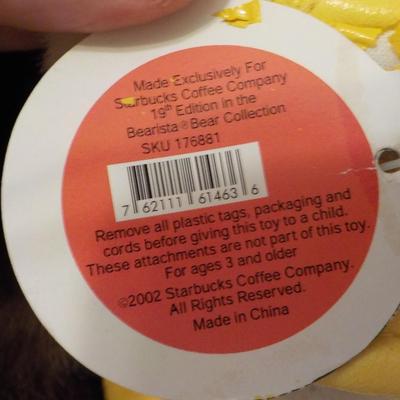 Made Exclusively For
Starbucks Coffee Company
19th Edition in the
Bearista® Bear Collection
SKU 176881
7 62111 61463 6
Remove all plastic tags, packaging and
cords before giving this toy to a child.
These attachments are not part of this toy.
For ages 3 and older
©2002 Starbucks Coffee Company.
All Rights Reserved.
Made in China